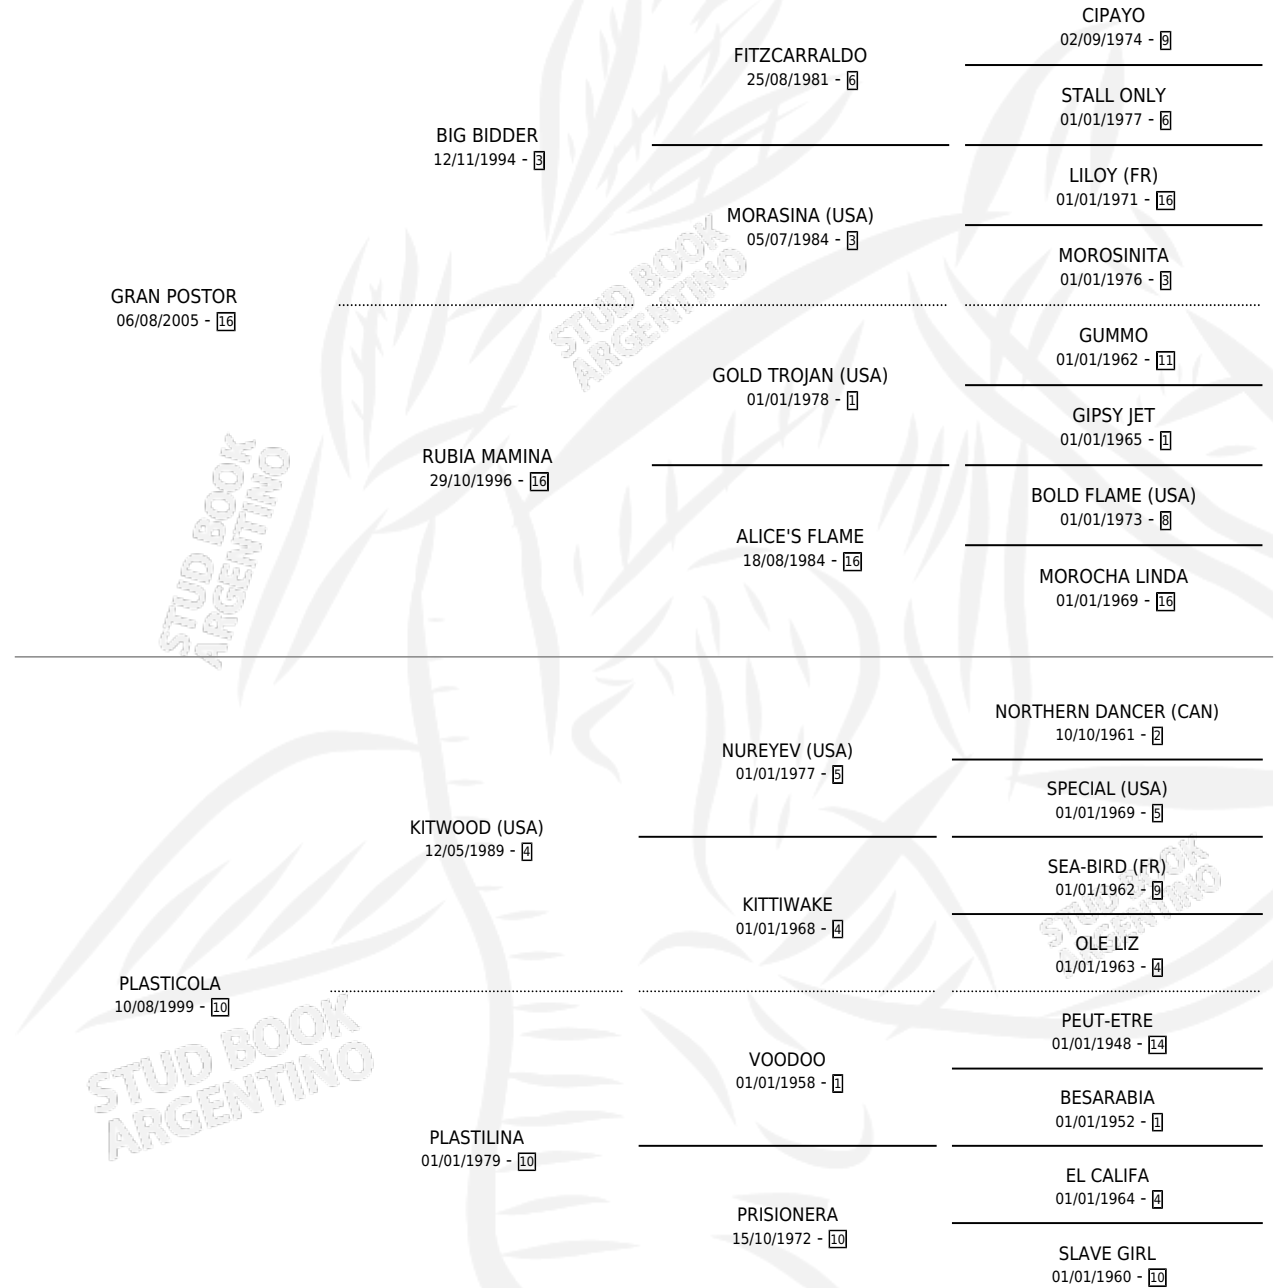 CIPAYO
02/09/1974 - 9
FITZCARRALDO
25/08/1981 - 6
STALL ONLY
01/01/1977 - 6
BIG BIDDER
12/11/1994 - 3
LILOY (FR)
01/01/1971 - 16
MORASINA (USA)
05/07/1984 - 3
MOROSINITA
01/01/1976 - 3
GRAN POSTOR
06/08/2005 - 16
STUD BOOK
ARGENTINO
GUMMO
01/01/1962 - 11
GOLD TROJAN (USA)
01/01/1978 - 1
GIPSY JET
01/01/1965 - 1
RUBIA MAMINA
29/10/1996 - 16
BOLD FLAME (USA)
01/01/1973 - 8
ALICE'S FLAME
18/08/1984 - 16
MOROCHA LINDA
01/01/1969 - 16
STUD BOOK
ARGENTINO
NORTHERN DANCER (CAN)
10/10/1961 - 2
NUREYEV (USA)
01/01/1977 - 5
SPECIAL (USA)
01/01/1969 - 5
KITWOOD (USA)
12/05/1989 - 4
SEA-BIRD (FR)
01/01/1962 - 9
KITTIWAKE
01/01/1968 - 4
OLE LIZ
01/01/1963 - 4
STUD BOOK
ARGENTINO
PLASTICOLA
10/08/1999 - 10
PEUT-ETRE
01/01/1948 - 14
VOODOO
01/01/1958 - 1
BESARABIA
01/01/1952 - 1
STUD BOOK
ARGENTINO
PLASTILINA
01/01/1979 - 10
EL CALIFA
01/01/1964 - 4
PRISIONERA
15/10/1972 - 10
SLAVE GIRL
01/01/1960 - 10